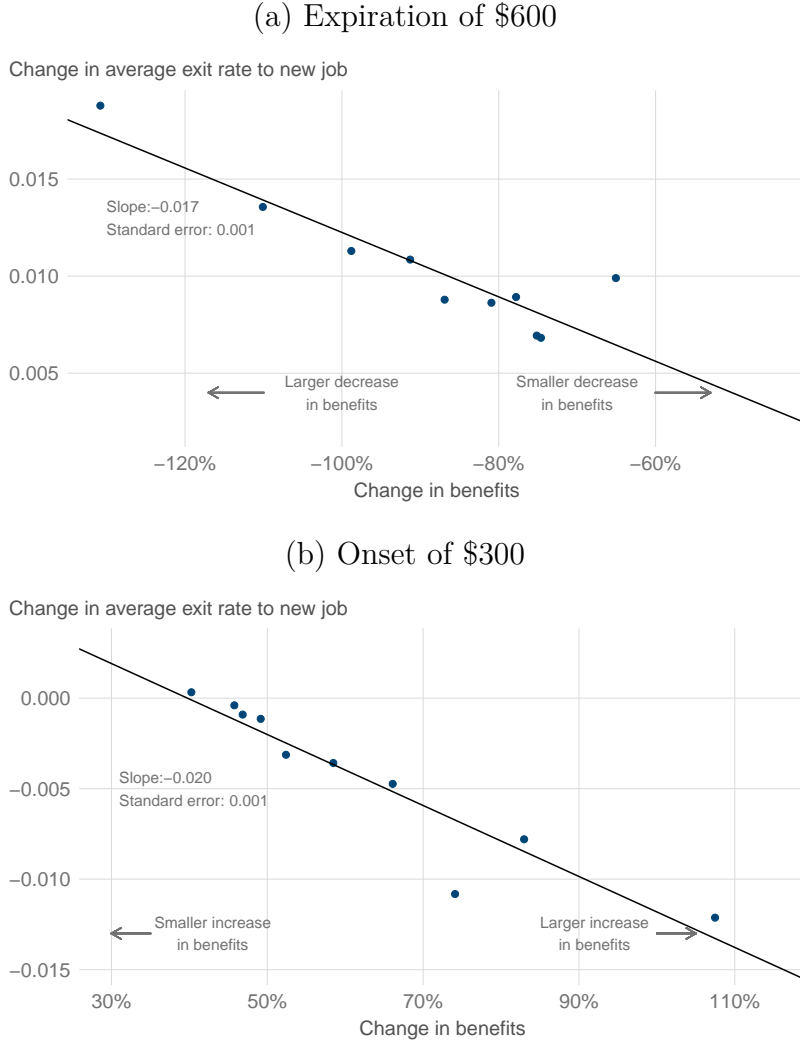 (a) Expiration of $600
Change in average exit rate to new job
0.015
Slope:−0.017
Standard error: 0.001
0.010
0.005
Larger decrease
in benefits
Smaller decrease
in benefits
−120%
−100%
−80%
−60%
Change in benefits
(b) Onset of $300
Change in average exit rate to new job
0.000
Slope:−0.020
Standard error: 0.001
−0.005
−0.010
Smaller increase
in benefits
Larger increase
in benefits
−0.015
30%
50%
70%
90%
110%
Change in benefits